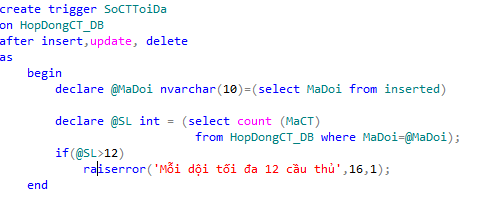 create trigger SoCTToiDa
on HopDongCT_DB
after insert,update, delete
as
begin
declare @MaDoi nvarchar(10)=(select MaDoi from inserted)
declare @SL int = (select count (MaCT)
from HopDongCT_DB where MaDoi=@MaDoi);
if(@SL>12)
raiserror('Mỗi dội tối đa 12 cầu thủ',16,1);
end